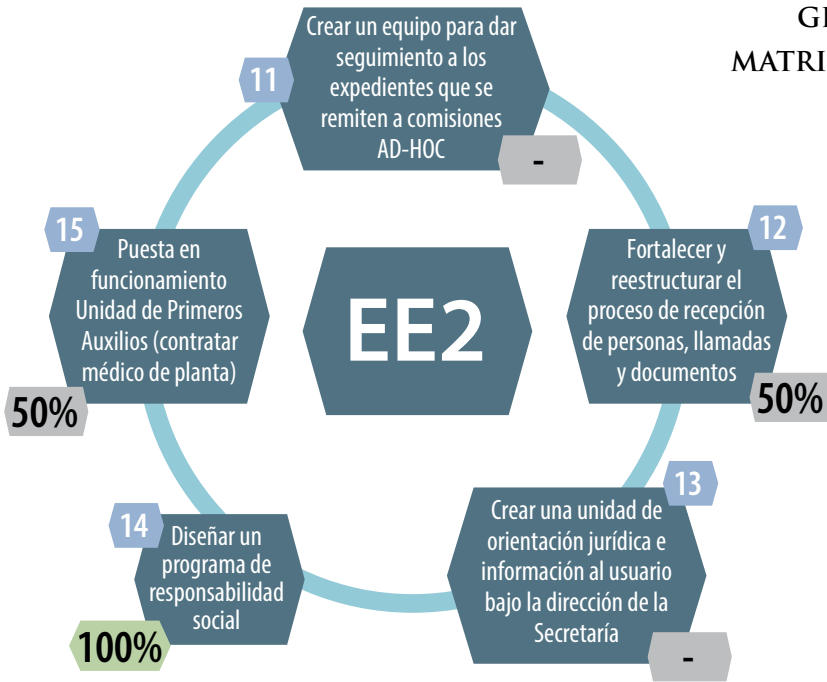 GE
MATRI
11
Crear un equipo para dar
seguimiento a los
expedientes que se
remiten a comisiones
AD-HOC
-
12
Fortalecer y
reestructurar el
proceso de recepción
de personas, llamadas
y documentos
50%
13
Crear una unidad de
orientación jurídica e
información al usuario
bajo la dirección de la
Secretaría
-
14
Diseñar un
programa de
responsabilidad
social
100%
15
Puesta en
funcionamiento
Unidad de Primeros
Auxilios (contratar
médico de planta)
50%
EE2